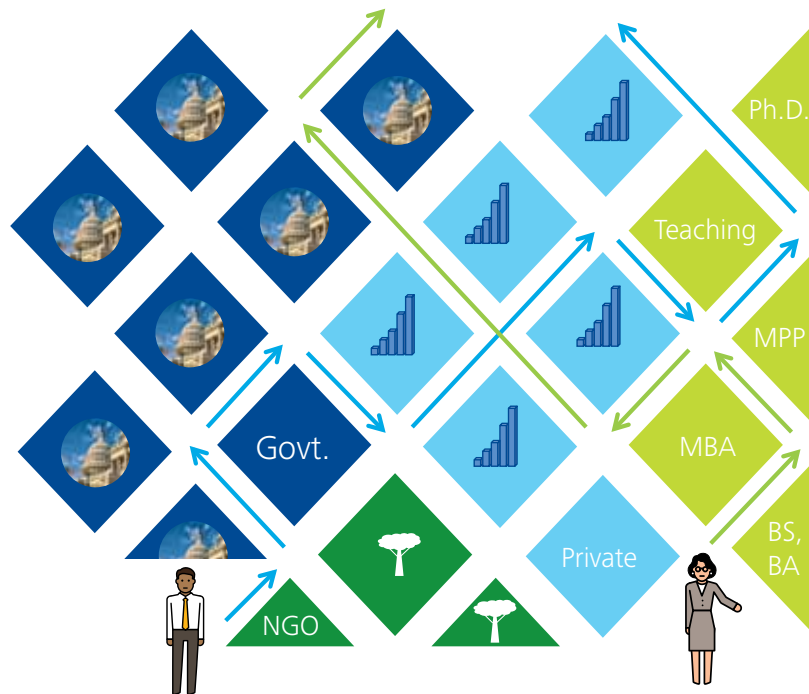 Ph.D.
Teaching
MPP
Govt.
MBA
BS,
BA
Private
NGO